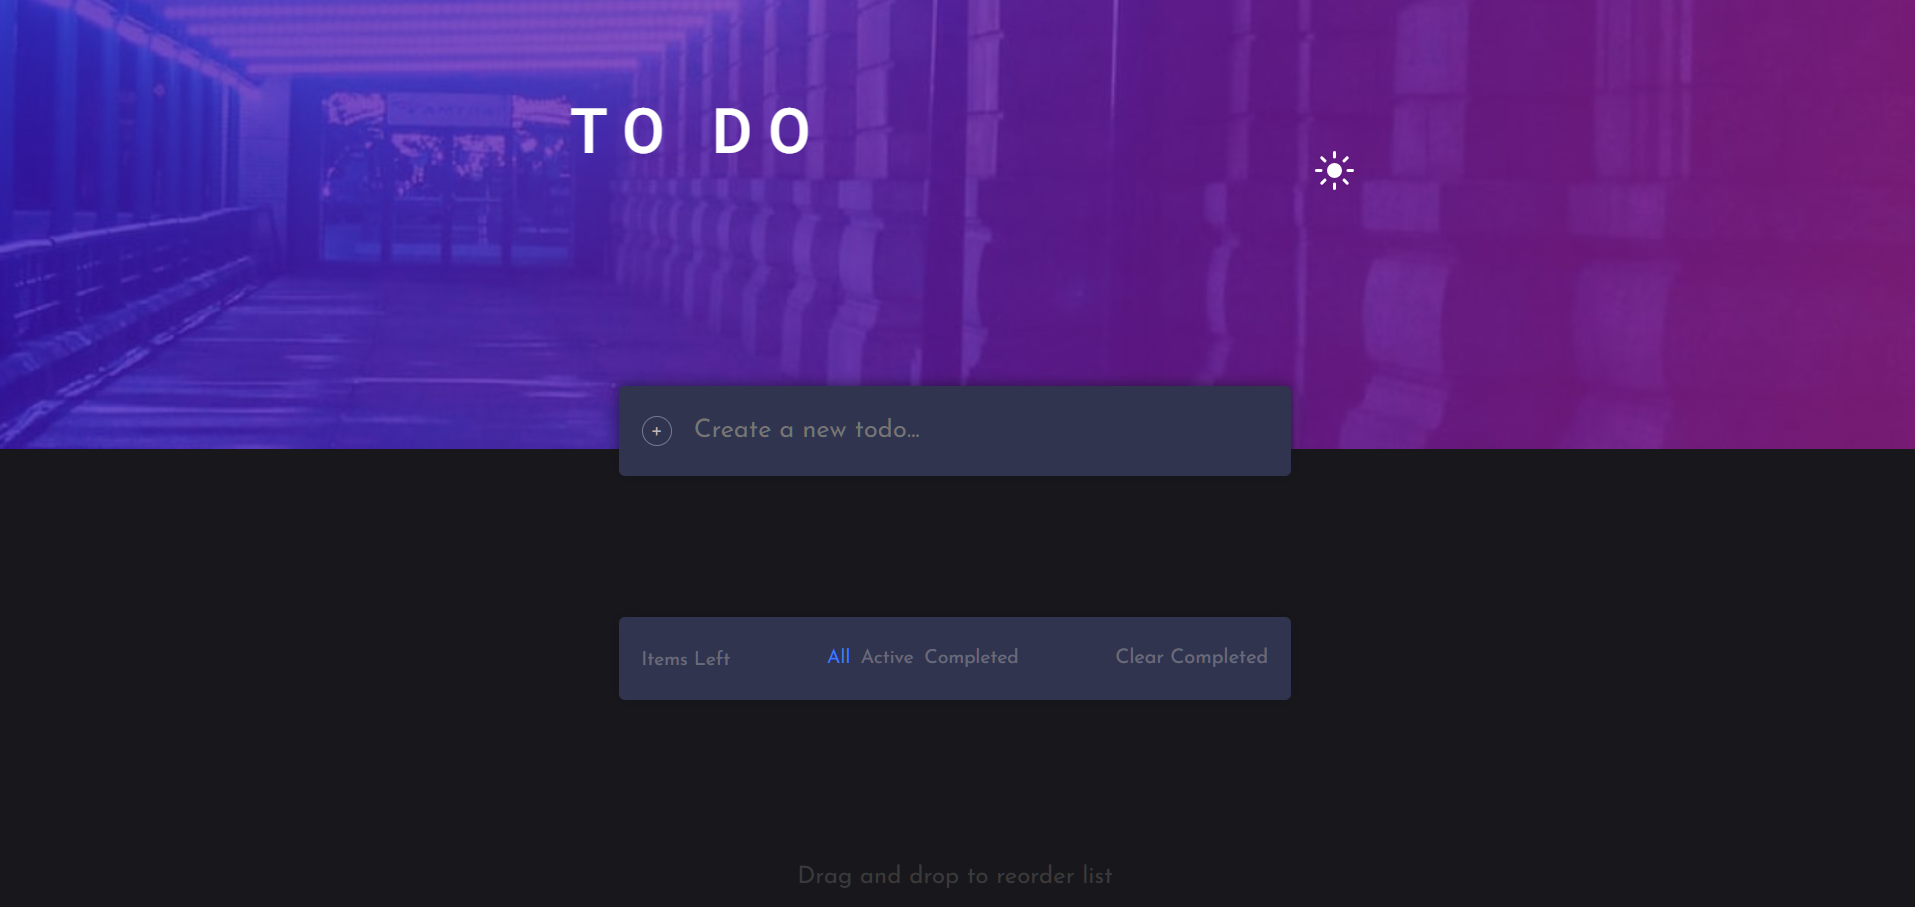 TO DO
+ Create a new todo...
Items Left All Active Completed Clear Completed
Drag and drop to reorder list